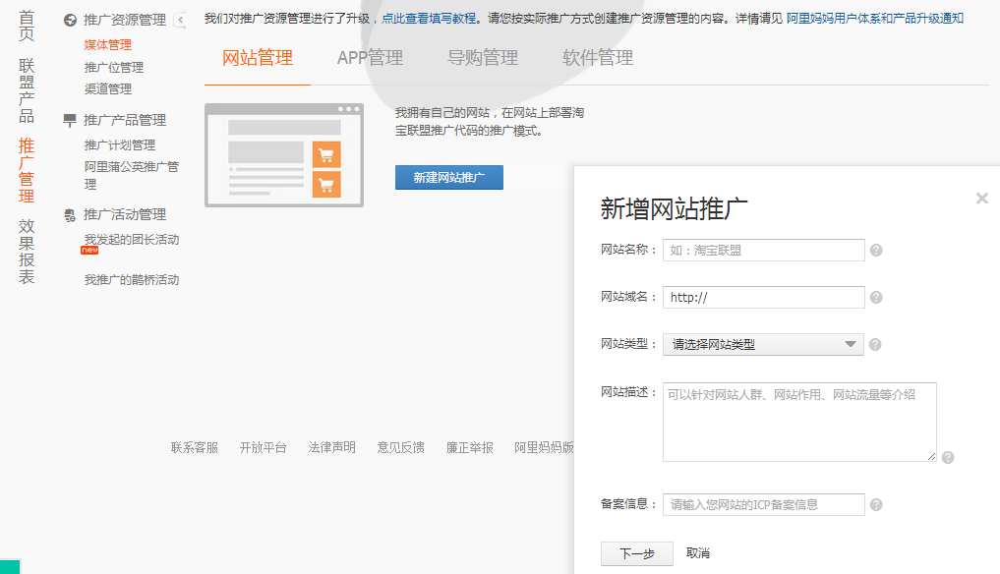 首页
联盟产品
推广管理
效果报表
推广资源管理
媒体管理
推广位管理
渠道管理
推广产品管理
推广计划管理
阿里蒲公英推广管
理
推广活动管理
我发起的团长活动
new
我推广的鹊桥活动
我们对推广资源管理进行了升级，点此查看填写教程。请您按实际推广方式创建推广资源管理的内容。详情请见 阿里妈妈用户体系和产品升级通知
网站管理 APP管理 导购管理 软件管理
我拥有自己的网站，在网站上部署淘
宝联盟推广代码的推广模式。
新建网站推广
新增网站推广
网站名称： 如：淘宝联盟
网站域名： http://
网站类型： 请选择网站类型
网站描述： 可以针对网站人群、网站作用、网站流量等介绍
备案信息： 请输入您网站的ICP备案信息
下一步 取消
联系客服 开放平台 法律声明 意见反馈 廉正举报 阿里妈妈版